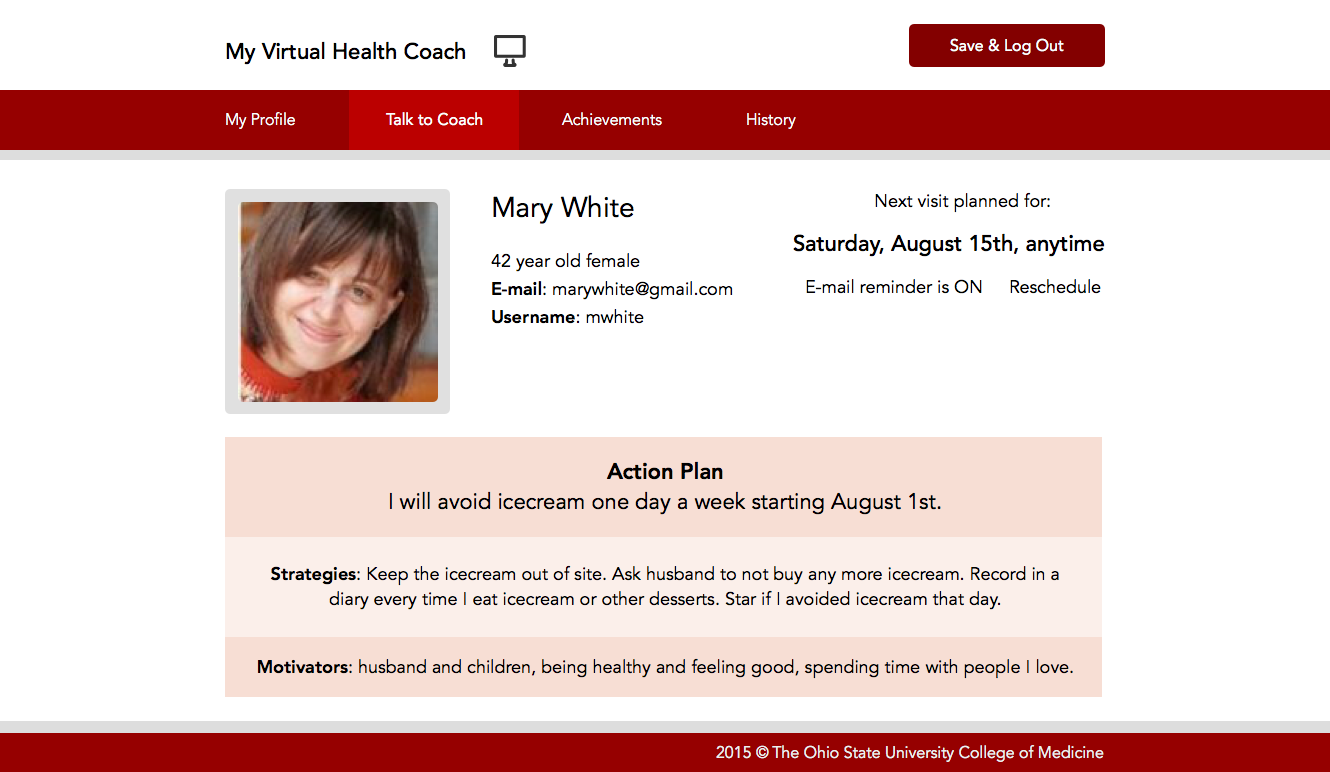 My Virtual Health Coach
Save & Log Out
My Profile
Talk to Coach
Achievements
History
Mary White
42 year old female
E-mail: marywhite@gmail.com
Username: mwhite
Next visit planned for:
Saturday, August 15th, anytime
E-mail reminder is ON
Reschedule
Action Plan
I will avoid icecream one day a week starting August 1st.
Strategies: Keep the icecream out of site. Ask husband to not buy any more icecream. Record in a
diary every time I eat icecream or other desserts. Star if I avoided icecream that day.
Motivators: husband and children, being healthy and feeling good, spending time with people I love.
2015 © The Ohio State University College of Medicine